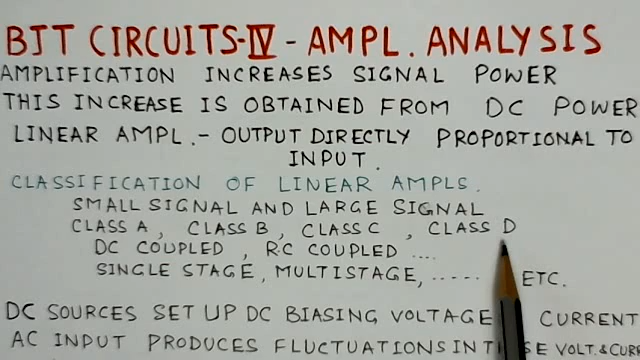 BJT CIRCUITS-IV - AMPL. ANALYSIS
AMPLIFICATION INCREASES SIGNAL POWER
THIS INCREASE IS OBTAINED FROM DC POWER
LINEAR AMPL. - OUTPUT DIRECTLY PROPORTIONAL TO
INPUT.
CLASSIFICATION OF LINEAR AMPLS.
SMALL SIGNAL AND LARGE SIGNAL
CLASS A, CLASS B, CLASS C, CLASS D
DC COUPLED, R.C COUPLED ....
SINGLE STAGE, MULTISTAGE, ..... ETC.
DC SOURCES SET UP DC BIASING VOLTAGE CURRENT
AC INPUT PRODUCES FLUCTUATIONS IN VOLT. &